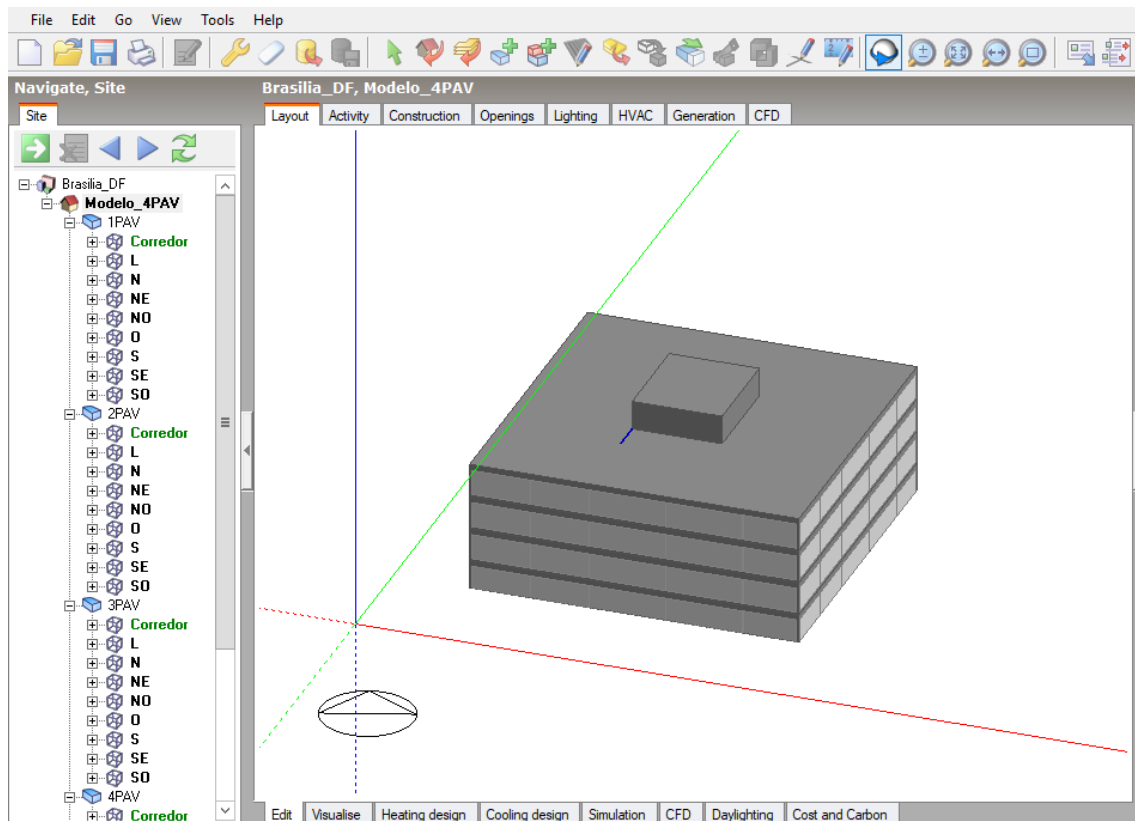 File Edit Go View Tools Help
Navigate, Site
Brasilia_DF, Modelo_4PAV
Site
Layout Activity Construction Openings Lighting HVAC Generation CFD
Brasilia_DF
Modelo_4PAV
1PAV
Corredor
L
N
NE
NO
O
S
SE
SO
2PAV
Corredor
L
N
NE
NO
O
S
SE
SO
3PAV
Corredor
L
N
NE
NO
O
S
SE
SO
4PAV
Corredor
Edit Visualise Heating design Cooling design Simulation CFD Daylighting Cost and Carbon